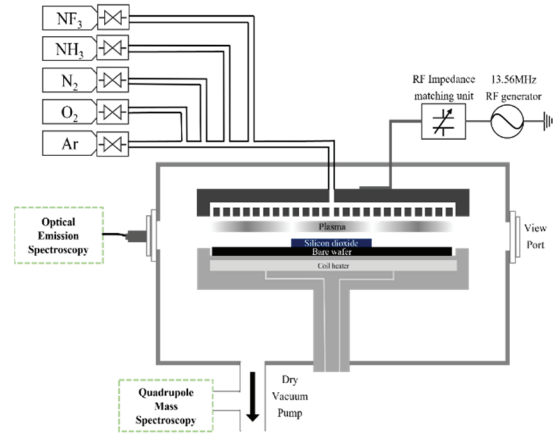 NF3
NH3
N2
O2
Ar
RF Impedance
matching unit
13.56MHz
RF generator
Optical
Emission
Spectroscopy
Plasma
Silicon dioxide
Bare wafer
Coil heater
View
Port
Quadrupole
Mass
Spectroscopy
Dry
Vacuum
Pump